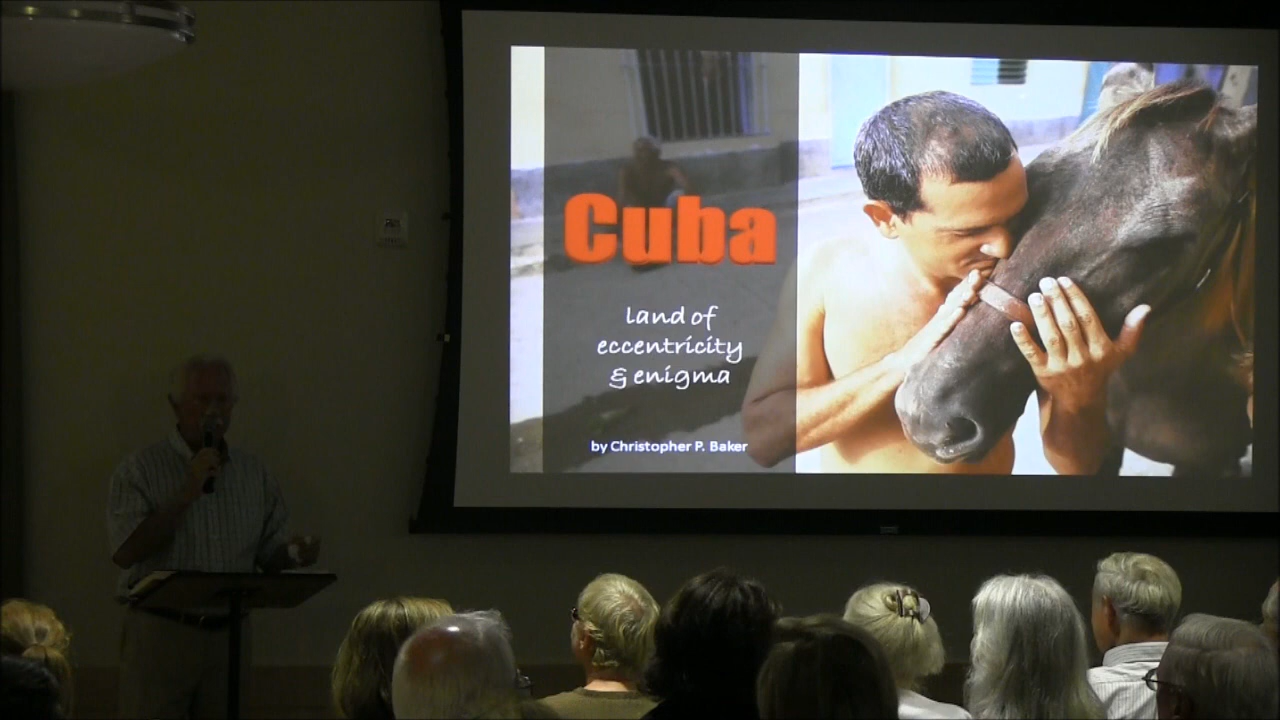 Cuba
land of
eccentricity
& enigma
by Christopher P. Baker